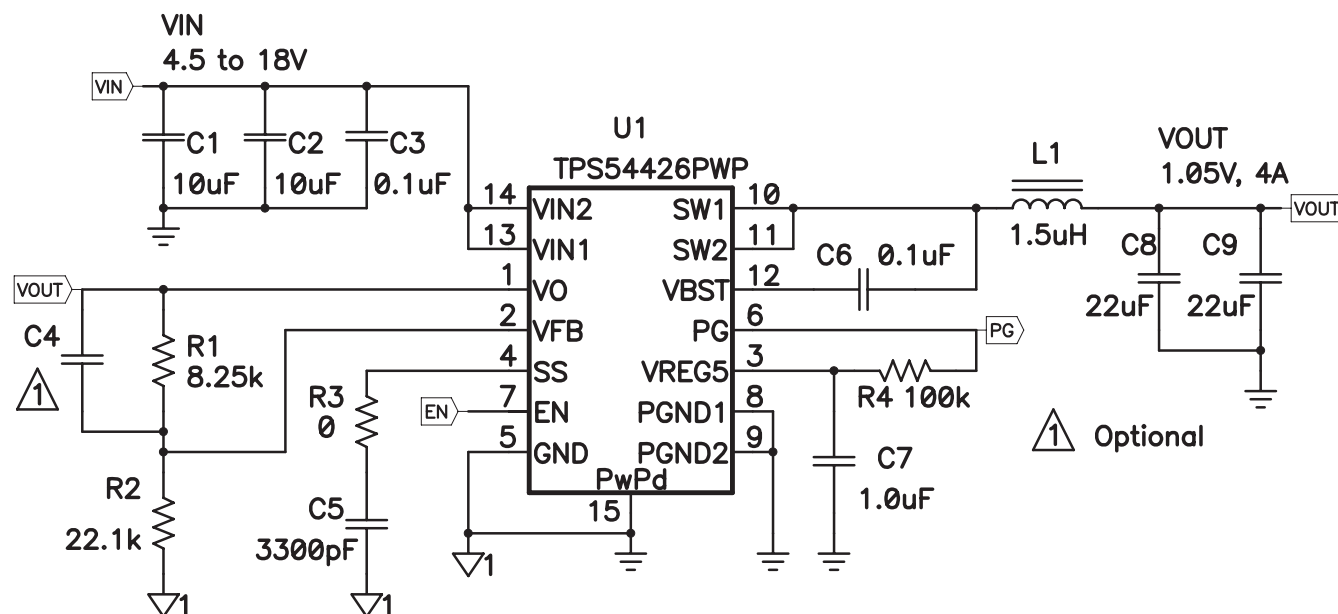 VIN
4.5 to 18V
VIN
C1
10uF
C2
10uF
C3
0.1uF
U1
TPS54426PWP
14 VIN2 SW1 10
13 VIN1 SW2 11
1 VO VBST 12
2 VFB PG 6
4 SS VREG5 3
7 EN PGND1 8
5 GND PGND2 9
PwPd
15
L1
1.5uH
VOUT
1.05V, 4A
VOUT
C6 0.1uF
C8
22uF
C9
22uF
VOUT
C4
1
R1
8.25k
PG
R3
0
EN
R4 100k
1 Optional
C7
1.0uF
R2
22.1k
C5
3300pF
1
1
1